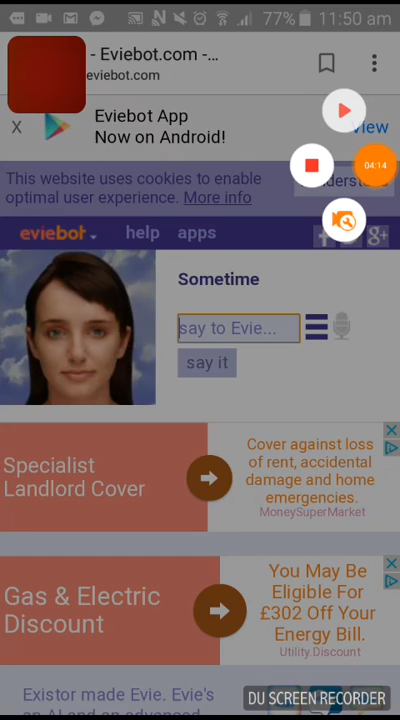 77% 11:50 am
- Eviebot.com -...
eviebot.com
Eviebot App
Now on Android!
X
View
04:14
This website uses cookies to enable
optimal user experience. More info
eviebot help apps
Sometime
say to Evie...
say it
Specialist
Landlord Cover
Cover against loss
of rent, accidental
damage and home
emergencies.
MoneySuperMarket
Gas & Electric
Discount
You May Be
Eligible For
£302 Off Your
Energy Bill.
Utility.Discount
Existor made Evie. Evie's
DU SCREEN RECORDER